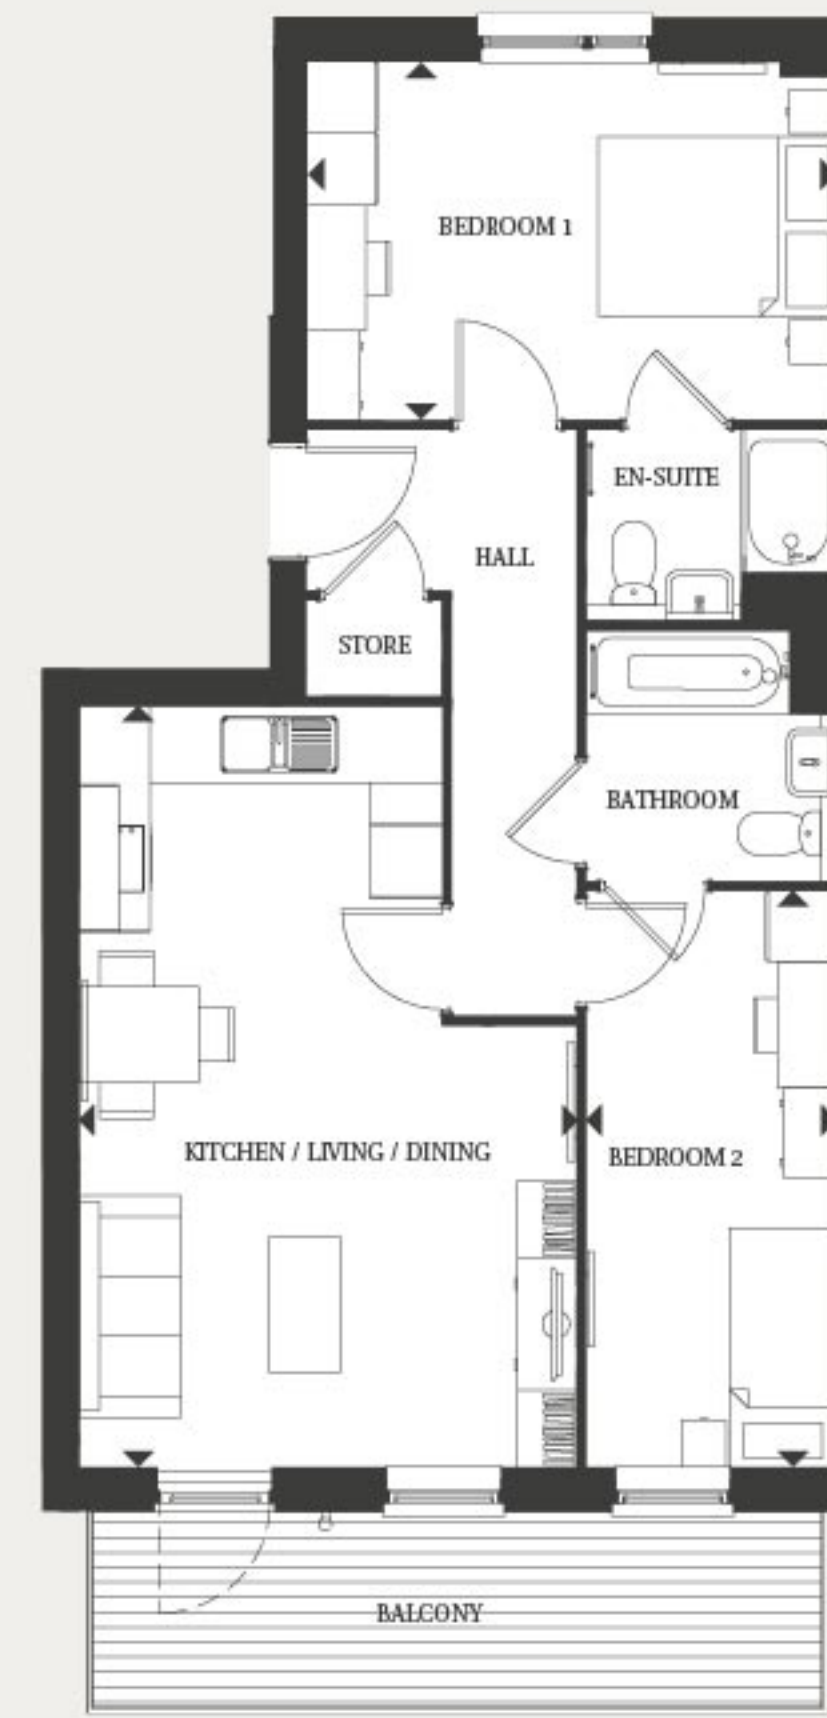 BEDROOM 1
EN-SUITE
HALL
STORE
BATHROOM
KITCHEN / LIVING / DINING
BEDROOM 2
BALCONY